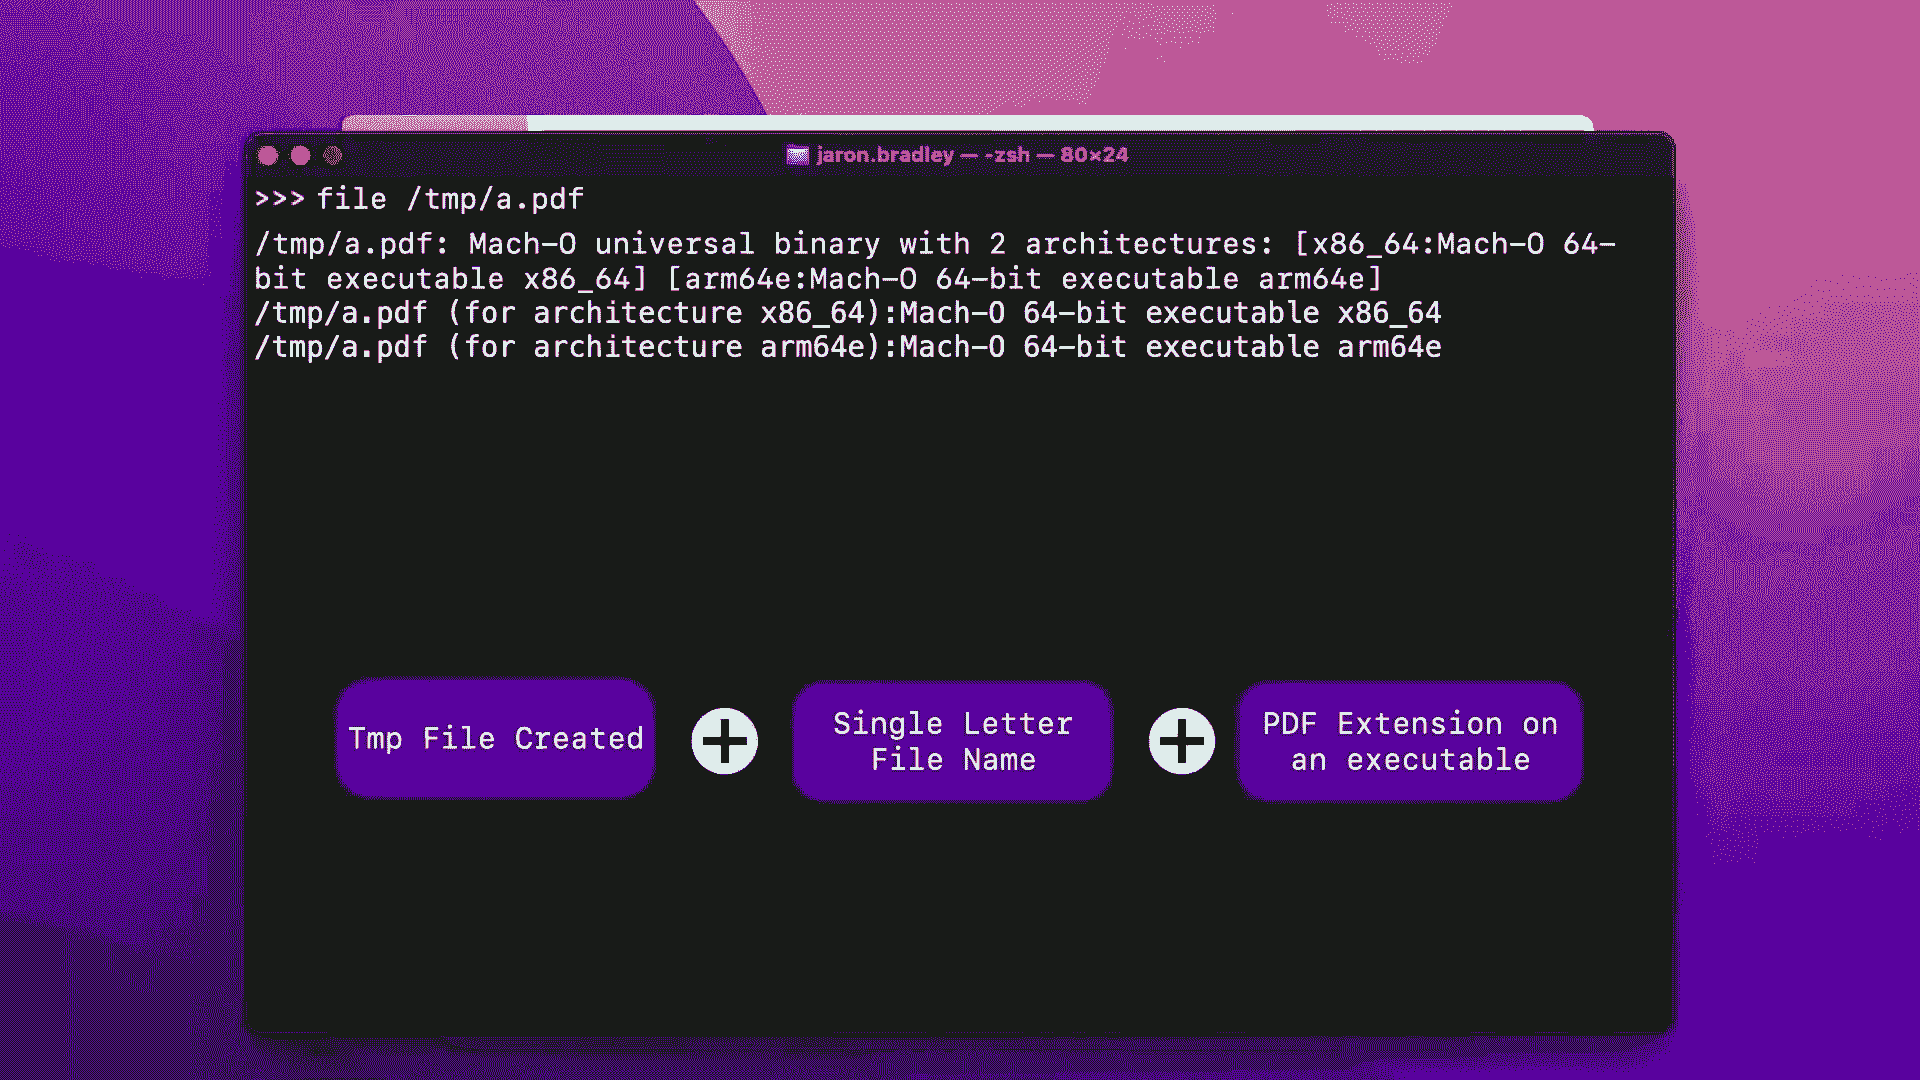 jaron.bradley — -zsh — 80×24
>>> file /tmp/a.pdf
/tmp/a.pdf: Mach-O universal binary with 2 architectures: [x86_64:Mach-O 64-
bit executable x86_64] [arm64e:Mach-O 64-bit executable arm64e]
/tmp/a.pdf (for architecture x86_64):Mach-O 64-bit executable x86_64
/tmp/a.pdf (for architecture arm64e):Mach-O 64-bit executable arm64e
Tmp File Created
Single Letter
File Name
PDF Extension on
an executable